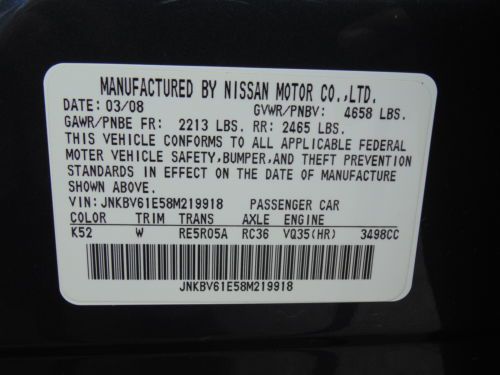 MANUFACTURED BY NISSAN MOTOR CO.,LTD.
DATE: 03/08 GVWR/PNBV: 4658 LBS.
GAWR/PNBE FR: 2213 LBS. RR: 2465 LBS.
THIS VEHICLE CONFORMS TO ALL APPLICABLE FEDERAL
MOTOR VEHICLE SAFETY,BUMPER,AND THEFT PREVENTION
STANDARDS IN EFFECT ON THE DATE OF MANUFACTURE
SHOWN ABOVE.
VIN: JNKBV61E58M219918 PASSENGER CAR
COLOR TRIM TRANS AXLE ENGINE
K52 W RE5R05A RC36 VQ35(HR) 3498CC
JNKBV61E58M219918